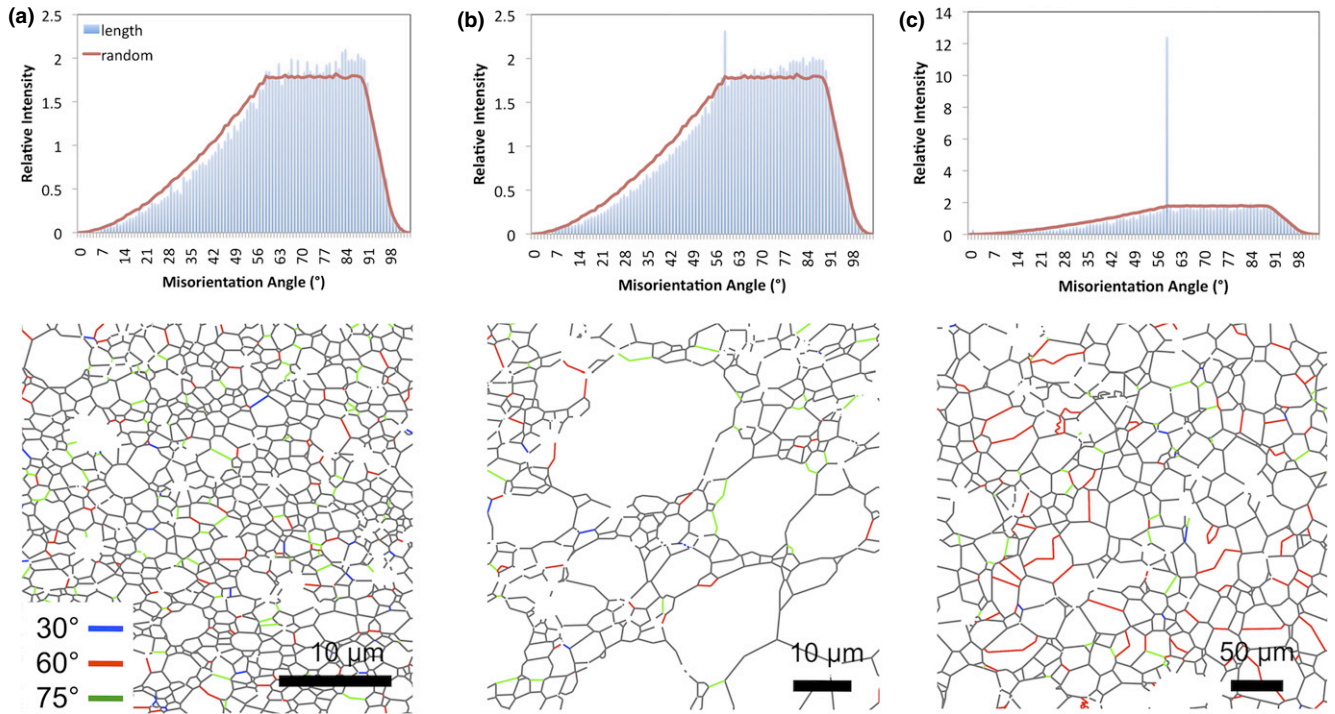 (a)
2.5
2
1.5
1
0.5
0
Relative Intensity
length
random
0 7 14 21 28 35 42 49 56 63 70 77 84 91 98
Misorientation Angle (°)
(b)
2.5
2
1.5
1
0.5
0
Relative Intensity
0 7 14 21 28 35 42 49 56 63 70 77 84 91 98
Misorientation Angle (°)
(c)
14
12
10
8
6
4
2
0
Relative Intensity
0 7 14 21 28 35 42 49 56 63 70 77 84 91 98
Misorientation Angle (°)
30°
60°
75°
10 µm
10 µm
50 µm